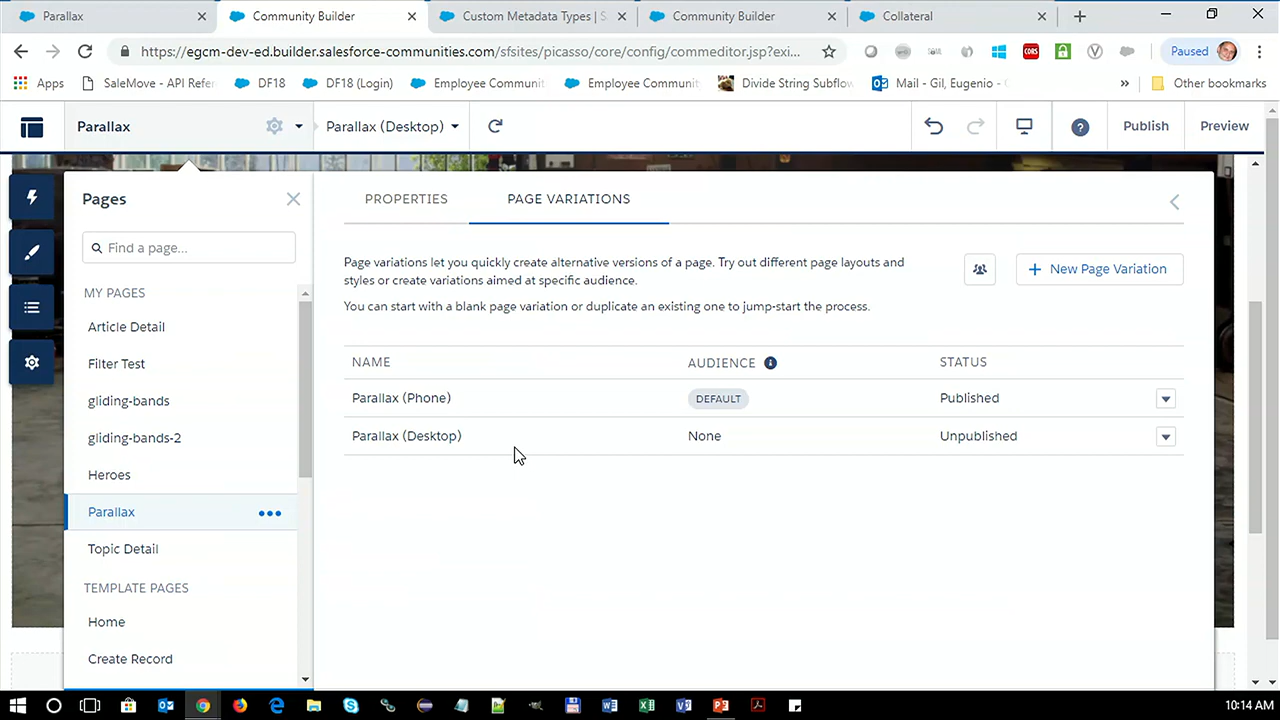 Parallax
Community Builder
Custom Metadata Types | S
Community Builder
Collateral
https://egcm-dev-ed.builder.salesforce-communities.com/sfsites/picasso/core/config/commeditor.jsp?exi...
CORS
Paused
Apps
SaleMove - API Refer
DF18
DF18 (Login)
Employee Communit
Employee Communit
Divide String Subflow
Mail - Gil, Eugenio - O
»
Other bookmarks
Parallax
Parallax (Desktop)
Publish
Preview
Pages
PROPERTIES
PAGE VARIATIONS
Find a page...
Page variations let you quickly create alternative versions of a page. Try out different page layouts and
styles or create variations aimed at specific audience.
You can start with a blank page variation or duplicate an existing one to jump-start the process.
+ New Page Variation
MY PAGES
Article Detail
Filter Test
gliding-bands
gliding-bands-2
Heroes
Parallax
Topic Detail
TEMPLATE PAGES
Home
Create Record
NAME
AUDIENCE
STATUS
Parallax (Phone)
DEFAULT
Published
Parallax (Desktop)
None
Unpublished
10:14 AM